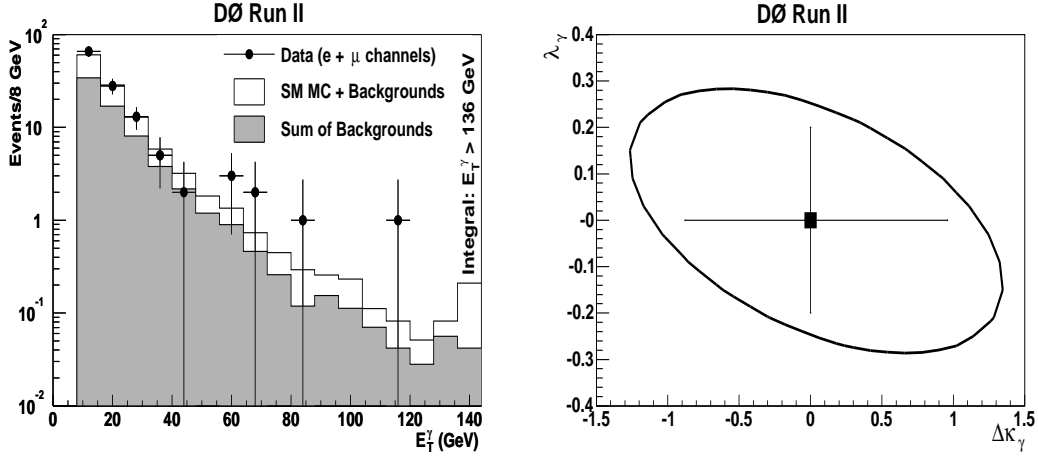 DØ Run II
Events/8 GeV
10²
10
1
10⁻¹
10⁻²
Data (e + μ channels)
SM MC + Backgrounds
Sum of Backgrounds
Integral: E_T^γ > 136 GeV
0 20 40 60 80 100 120 140
E_T^γ (GeV)
DØ Run II
λ_γ
0.4
0.3
0.2
0.1
-0
-0.1
-0.2
-0.3
-0.4
-1.5 -1 -0.5 0 0.5 1 1.5
Δκ_γ